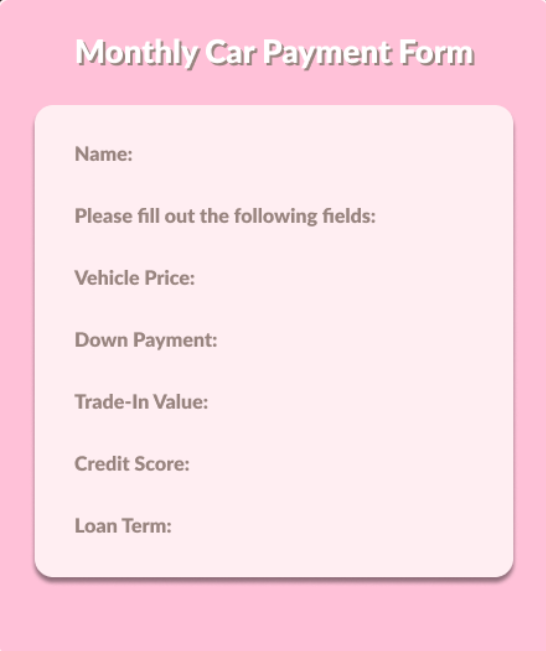 Monthly Car Payment Form
Name:
Please fill out the following fields:
Vehicle Price:
Down Payment:
Trade-In Value:
Credit Score:
Loan Term: